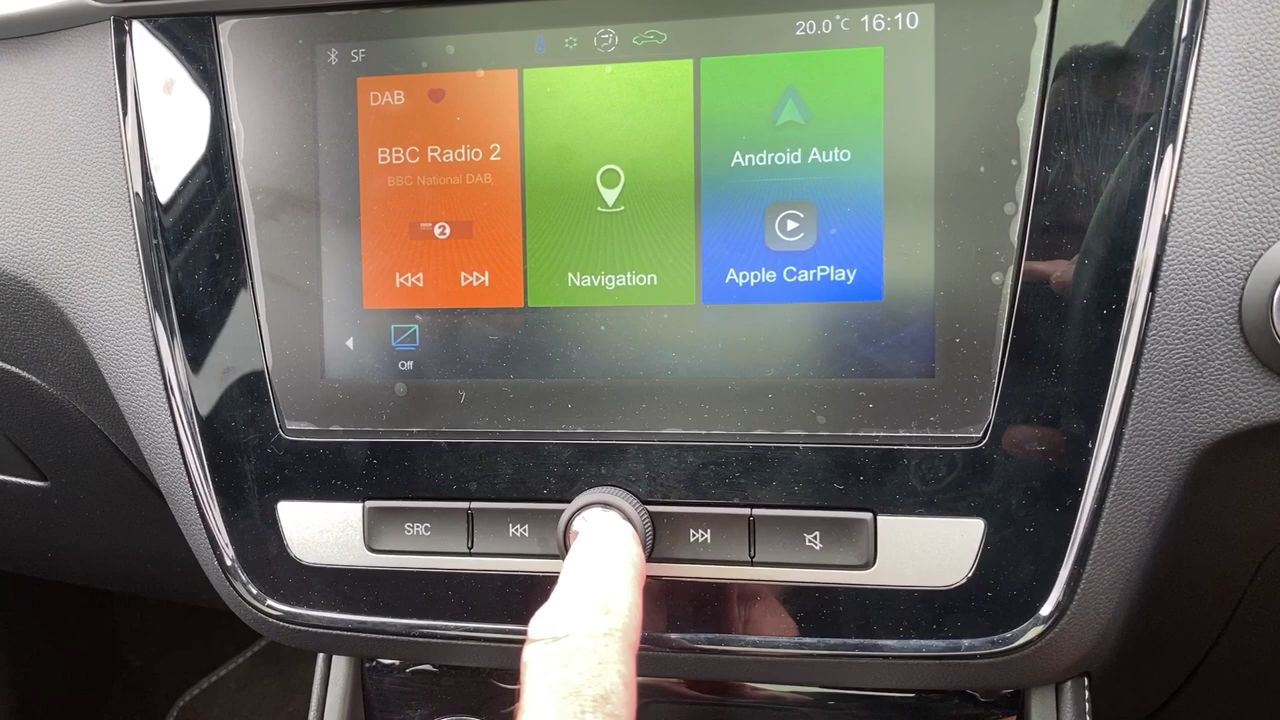 SF
20.0°C 16:10
DAB
BBC Radio 2
BBC National DAB
2
Navigation
Android Auto
Apple CarPlay
Off
SRC